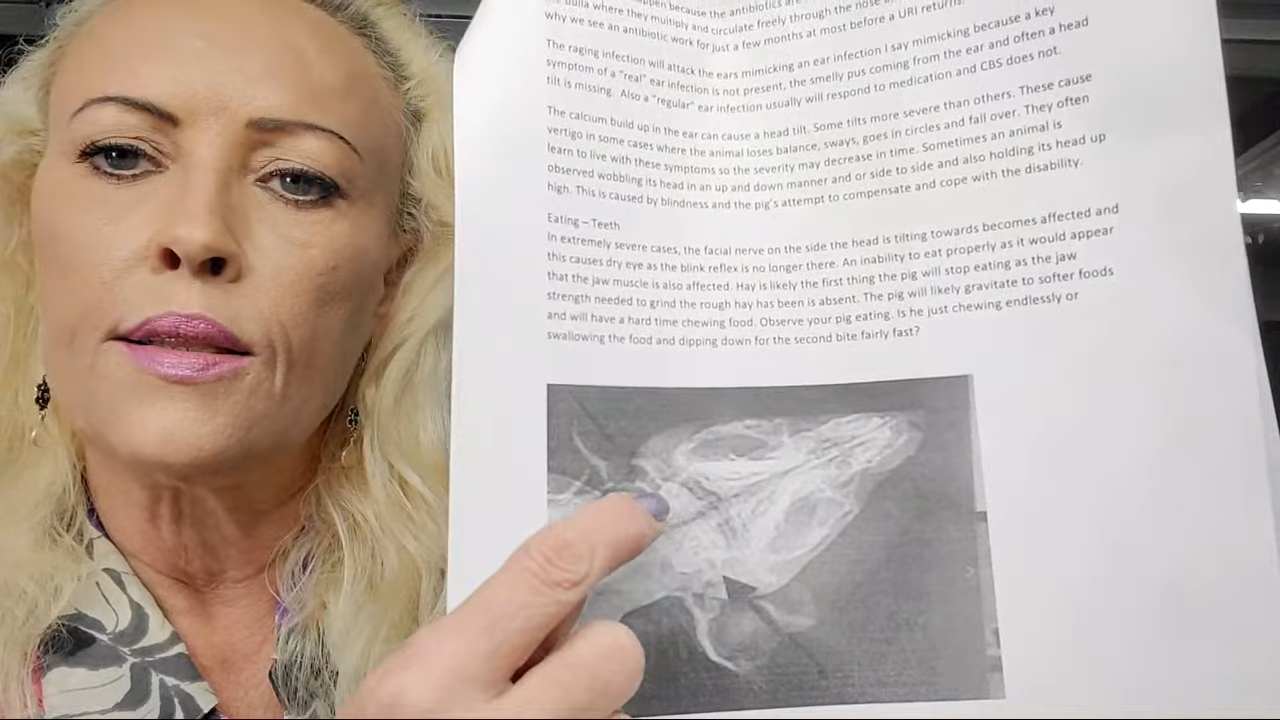 pen because the antibiotics are
bulla where they multiply and circulate freely through the nose
why we see an antibiotic work for just a few months at most before a URI returns.
The raging infection will attack the ears mimicking an ear infection I say mimicking because a key
symptom of a "real" ear infection is not present, the smelly pus coming from the ear and often a head
tilt is missing. Also a "regular" ear infection usually will respond to medication and CBS does not.
The calcium build up in the ear can cause a head tilt. Some tilts more severe than others. These cause
vertigo in some cases where the animal loses balance, sways, goes in circles and fall over. They often
learn to live with these symptoms so the severity may decrease in time. Sometimes an animal is
observed wobbling its head in an up and down manner and or side to side and also holding its head up
high. This is caused by blindness and the pig's attempt to compensate and cope with the disability.
Eating – Teeth
In extremely severe cases, the facial nerve on the side the head is tilting towards becomes affected and
this causes dry eye as the blink reflex is no longer there. An inability to eat properly as it would appear
that the jaw muscle is also affected. Hay is likely the first thing the pig will stop eating as the jaw
strength needed to grind the rough hay has been is absent. The pig will likely gravitate to softer foods
and will have a hard time chewing food. Observe your pig eating. Is he just chewing endlessly or
swallowing the food and dipping down for the second bite fairly fast?